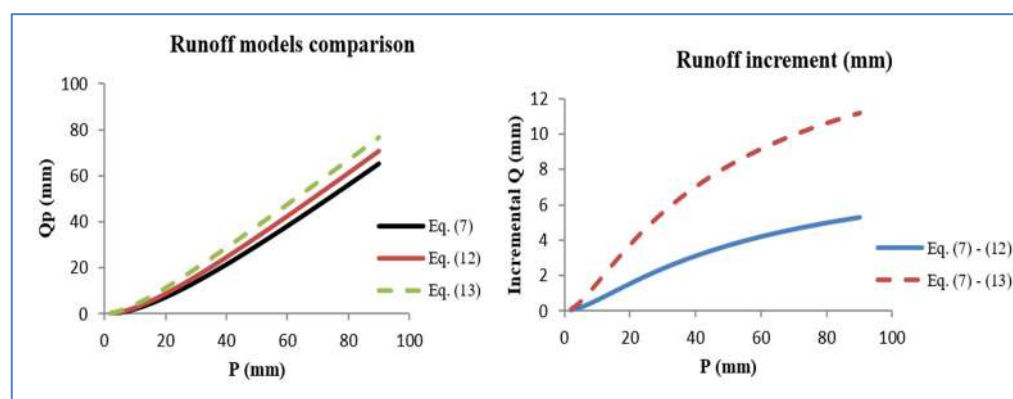 Runoff models comparison
100
80
60
40
20
0
Qp (mm)
0 20 40 60 80 100
P (mm)
Eq. (7)
Eq. (12)
Eq. (13)
Runoff increment (mm)
12
10
8
6
4
2
0
Incremental Q (mm)
0 20 40 60 80 100
P (mm)
Eq. (7) - (12)
Eq. (7) - (13)